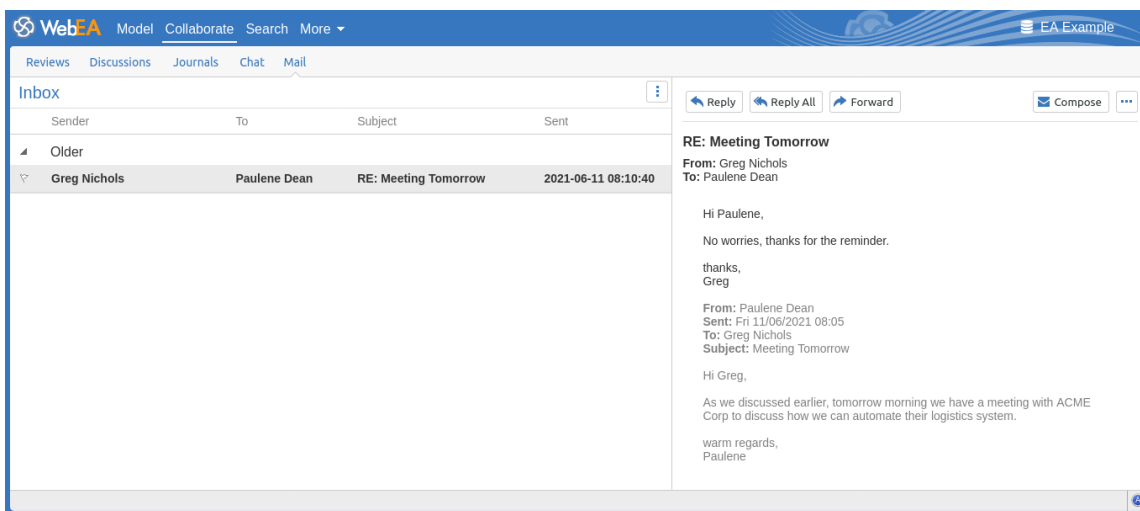 WebEA Model Collaborate Search More EA Example
Reviews Discussions Journals Chat Mail
Inbox
Sender To Subject Sent
Older
Greg Nichols Paulene Dean RE: Meeting Tomorrow 2021-06-11 08:10:40
Reply Reply All Forward Compose
RE: Meeting Tomorrow
From: Greg Nichols
To: Paulene Dean
Hi Paulene,
No worries, thanks for the reminder.
thanks,
Greg
From: Paulene Dean
Sent: Fri 11/06/2021 08:05
To: Greg Nichols
Subject: Meeting Tomorrow
Hi Greg,
As we discussed earlier, tomorrow morning we have a meeting with ACME
Corp to discuss how we can automate their logistics system.
warm regards,
Paulene